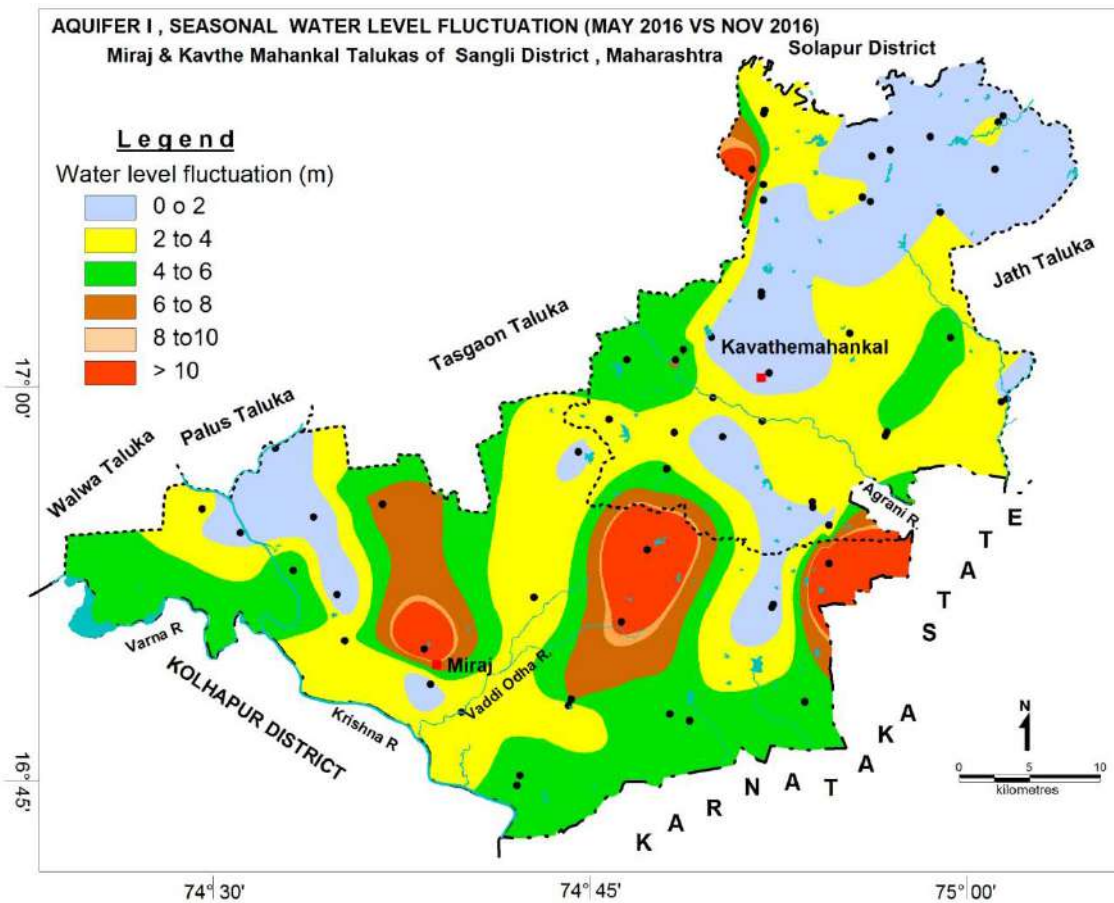 AQUIFER I , SEASONAL WATER LEVEL FLUCTUATION (MAY 2016 VS NOV 2016)
Miraj & Kavthe Mahankal Talukas of Sangli District , Maharashtra
Solapur District
Legend
Water level fluctuation (m)
0 o 2
2 to 4
4 to 6
6 to 8
8 to10
> 10
Jath Taluka
Tasgaon Taluka
Kavathemahankal
17° 00'
Palus Taluka
Walwa Taluka
Agrani R.
Miraj
Varna R
Vaddi Odha R.
KOLHAPUR DISTRICT
Krishna R
KARNATAKA STATE
N
0 5 10
kilometres
16°45'
74° 30'
74° 45'
75° 00'